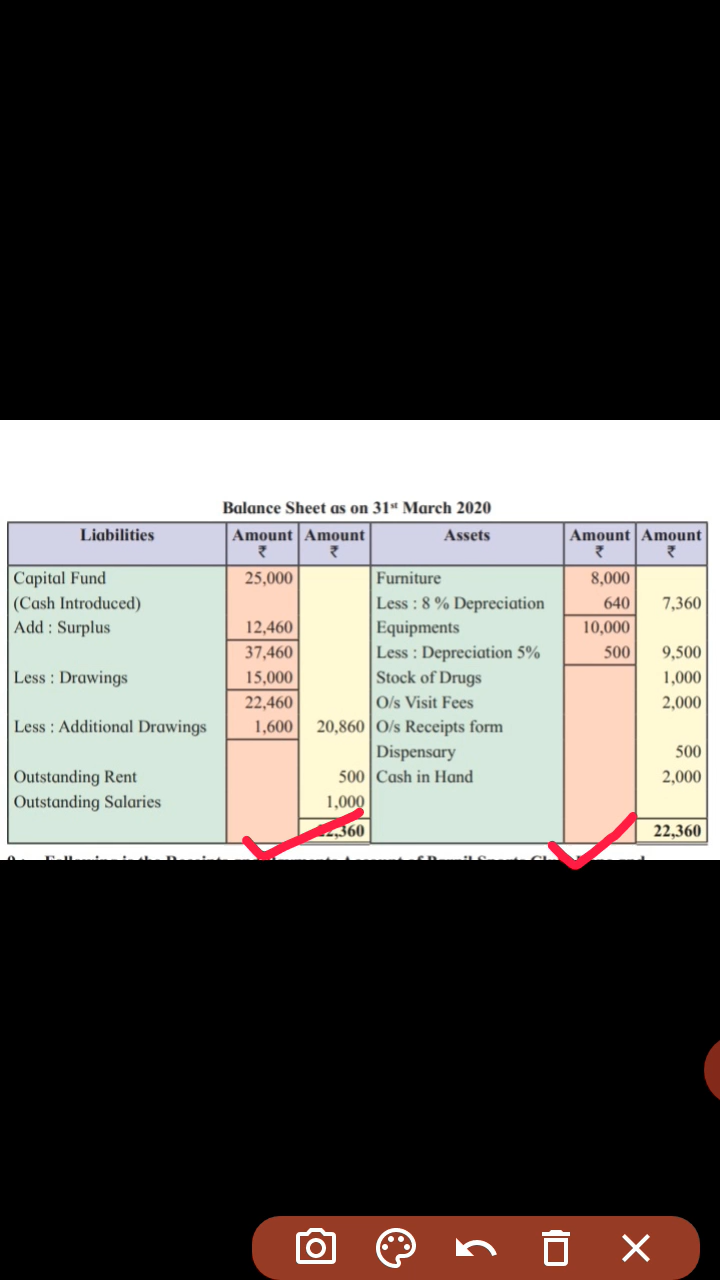 Balance Sheet as on 31st March 2020
Liabilities Amount ₹ Amount ₹ Assets Amount ₹ Amount ₹
Capital Fund 25,000 Furniture 8,000
(Cash Introduced) Less : 8 % Depreciation 640 7,360
Add : Surplus 12,460 Equipments 10,000
37,460 Less : Depreciation 5% 500 9,500
Less : Drawings 15,000 Stock of Drugs 1,000
22,460 O/s Visit Fees 2,000
Less : Additional Drawings 1,600 20,860 O/s Receipts form
Dispensary 500
Outstanding Rent 500 Cash in Hand 2,000
Outstanding Salaries 1,000
22,360 22,360